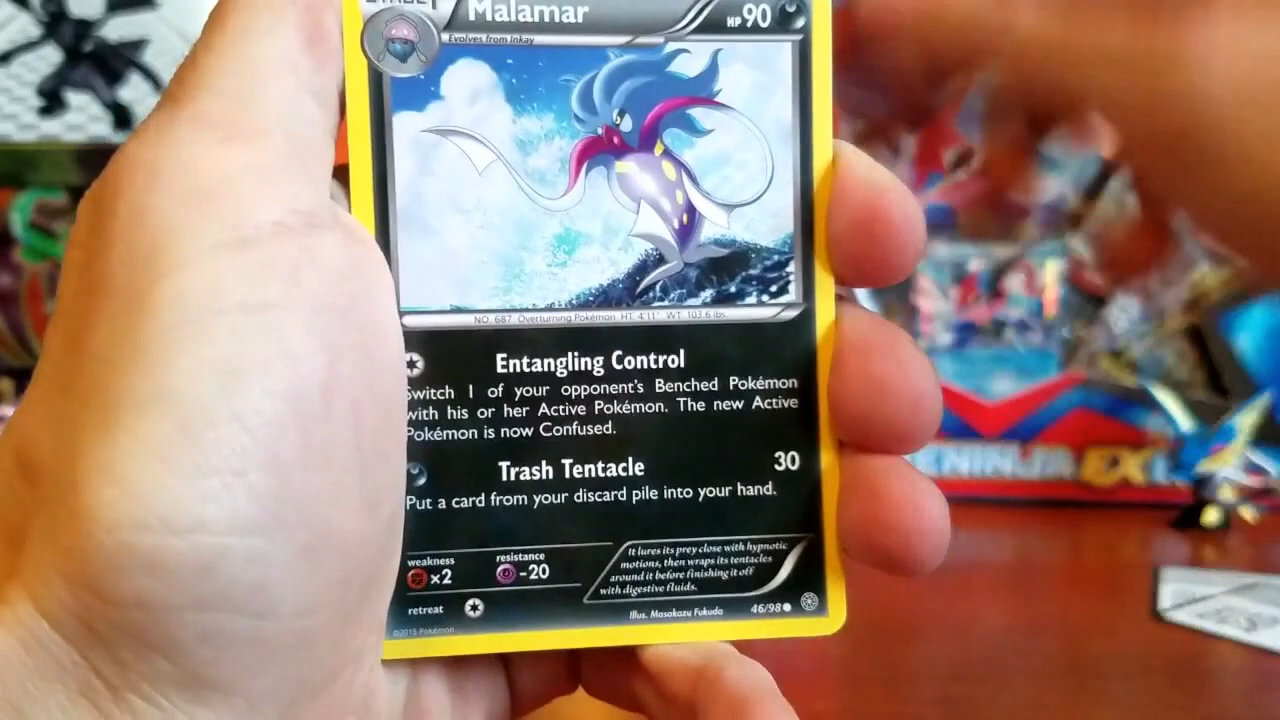 STAGE 1
Malamar
HP 90
Evolves from Inkay
NO. 687 Overturning Pokémon HT. 4'11" WT. 103.6 lbs.
Entangling Control
Switch 1 of your opponent's Benched Pokémon
with his or her Active Pokémon. The new Active
Pokémon is now Confused.
Trash Tentacle 30
Put a card from your discard pile into your hand.
weakness resistance
×2 -20
It lures its prey close with hypnotic
motions, then wraps its tentacles
around it before finishing it off
with digestive fluids.
retreat
Illus. Masakazu Fukuda 46/98
©2015 Pokémon
ENINJA EX